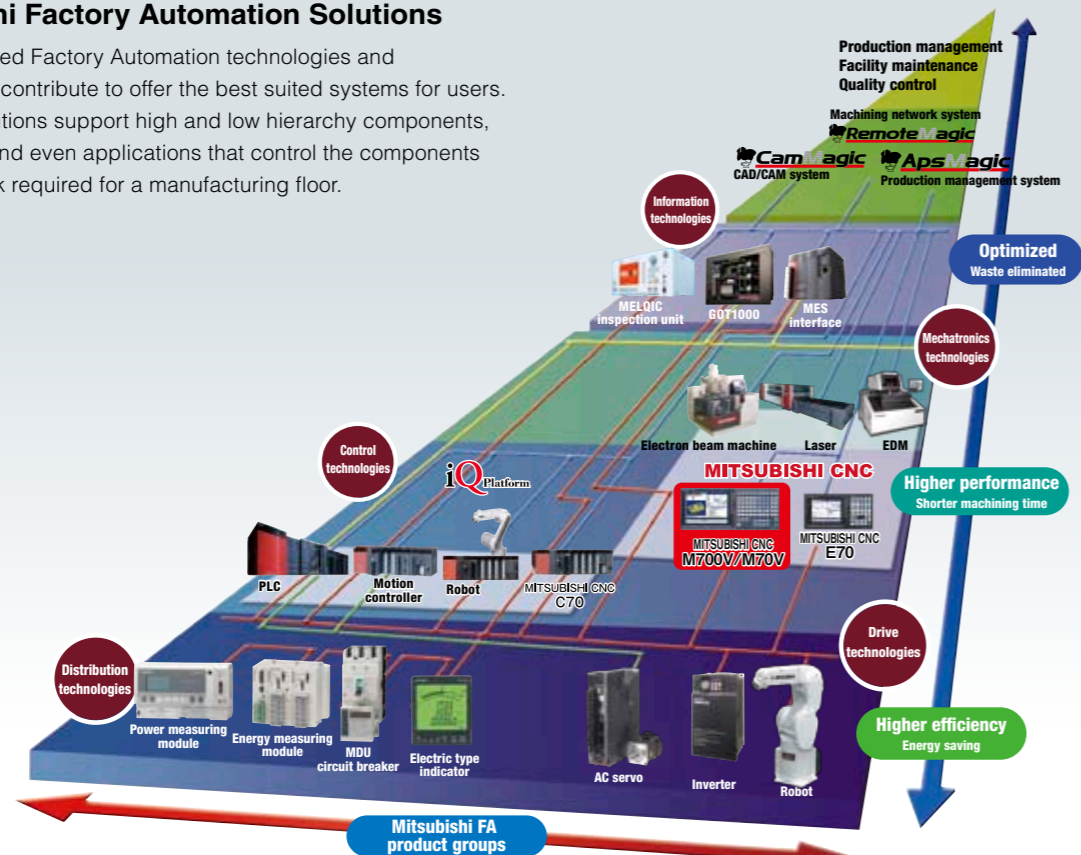 ni Factory Automation Solutions
ed Factory Automation technologies and
contribute to offer the best suited systems for users.
utions support high and low hierarchy components,
nd even applications that control the components
k required for a manufacturing floor.
Production management
Facility maintenance
Quality control
Machining network system
RemoteMagic
CamMagic
CAD/CAM system
ApsMagic
Production management system
Information
technologies
Optimized
Waste eliminated
MELQIC
inspection unit
GOT1000
MES
interface
Mechatronics
technologies
Electron beam machine
Laser
EDM
Control
technologies
iQ Platform
MITSUBISHI CNC
Higher performance
Shorter machining time
MITSUBISHI CNC
M700V/M70V
MITSUBISHI CNC
E70
PLC
Motion
controller
Robot
MITSUBISHI CNC
C70
Drive
technologies
Distribution
technologies
Power measuring
module
Energy measuring
module
MDU
circuit breaker
Electric type
indicator
AC servo
Inverter
Robot
Higher efficiency
Energy saving
Mitsubishi FA
product groups